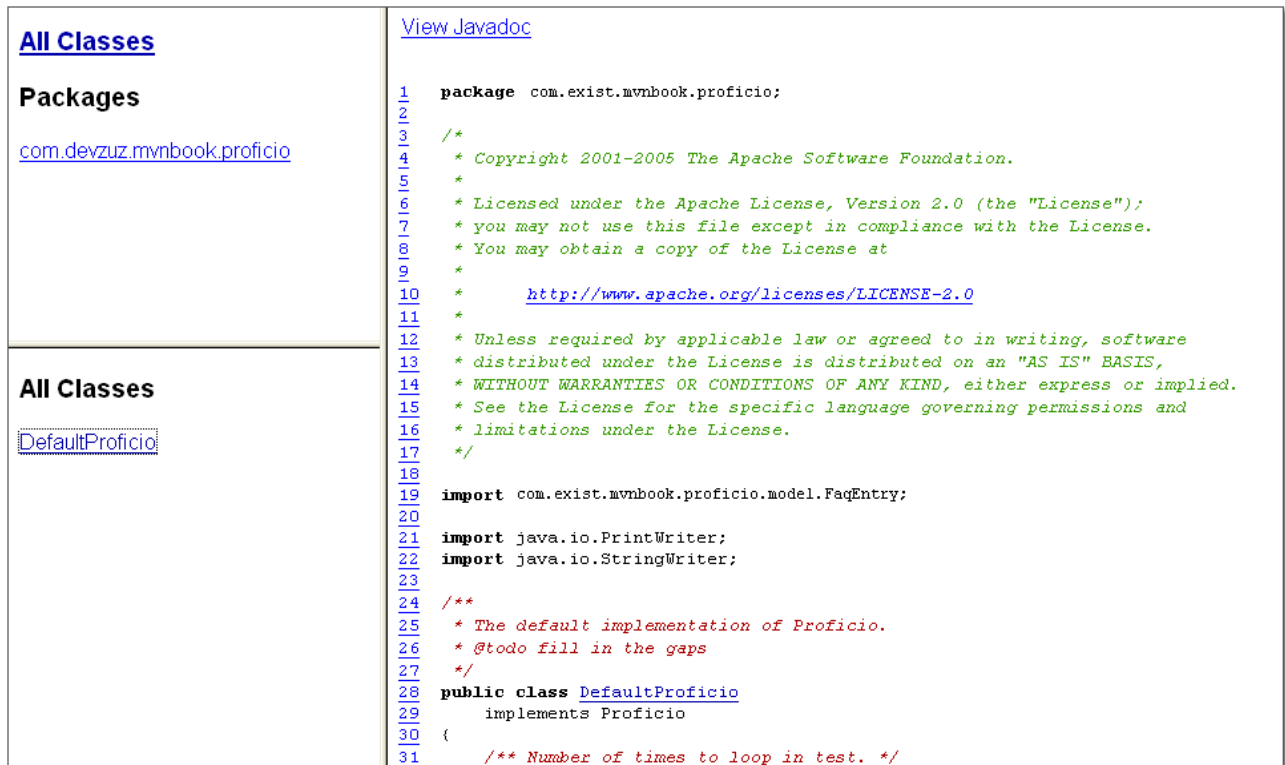 All Classes
Packages
com.devzuz.mvnbook.proficio
All Classes
DefaultProficio
View Javadoc
1 package com.exist.mvnbook.proficio;
2
3 /*
4 * Copyright 2001-2005 The Apache Software Foundation.
5 *
6 * Licensed under the Apache License, Version 2.0 (the "License");
7 * you may not use this file except in compliance with the License.
8 * You may obtain a copy of the License at
9 *
10 * http://www.apache.org/licenses/LICENSE-2.0
11 *
12 * Unless required by applicable law or agreed to in writing, software
13 * distributed under the License is distributed on an "AS IS" BASIS,
14 * WITHOUT WARRANTIES OR CONDITIONS OF ANY KIND, either express or implied.
15 * See the License for the specific language governing permissions and
16 * limitations under the License.
17 */
18
19 import com.exist.mvnbook.proficio.model.FaqEntry;
20
21 import java.io.PrintWriter;
22 import java.io.StringWriter;
23
24 /**
25 * The default implementation of Proficio.
26 * @todo fill in the gaps
27 */
28 public class DefaultProficio
29 implements Proficio
30 {
31 /** Number of times to loop in test. */